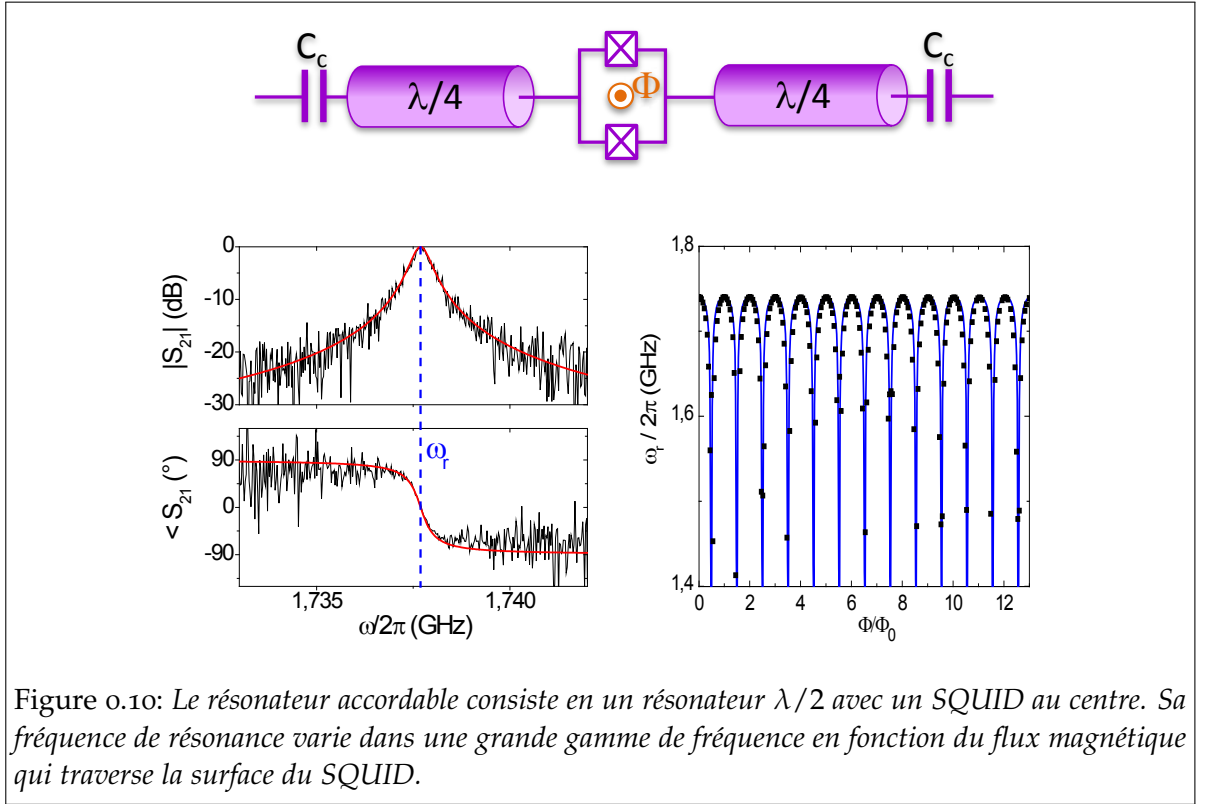 C_c C_c
λ/4 Φ λ/4
|S_21| (dB)
0
-10
-20
-30
< S_21 (°)
90
0
-90
ω_r
1,735 1,740
ω/2π (GHz)
ω_r / 2π (GHz)
1,8
1,6
1,4
0 2 4 6 8 10 12
Φ/Φ_0
Figure 0.10: Le résonateur accordable consiste en un résonateur λ/2 avec un SQUID au centre. Sa
fréquence de résonance varie dans une grande gamme de fréquence en fonction du flux magnétique
qui traverse la surface du SQUID.